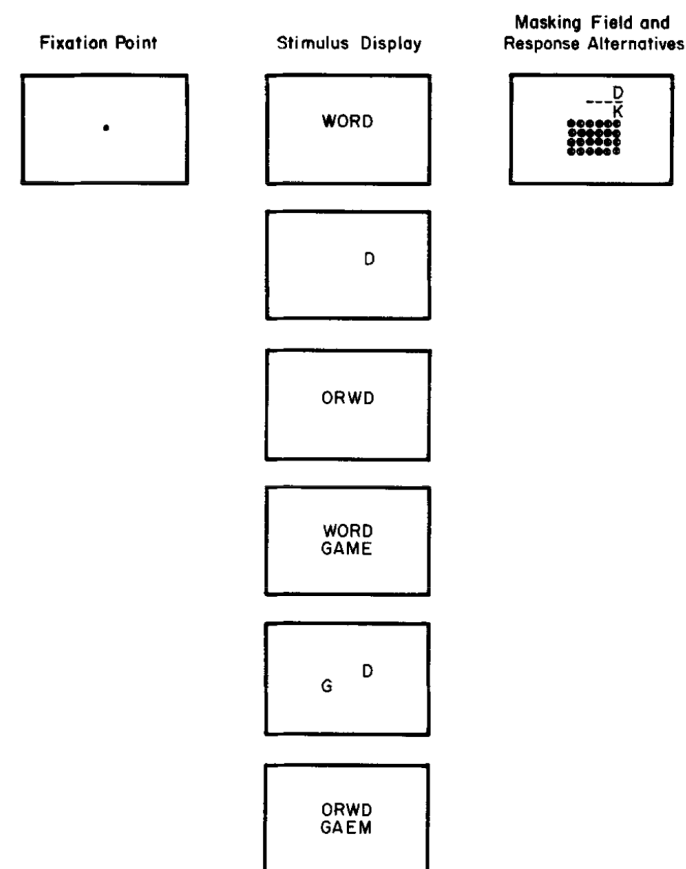 Fixation Point
Stimulus Display
Masking Field and
Response Alternatives
WORD
D
K
D
ORWD
WORD
GAME
D
G
ORWD
GAEM